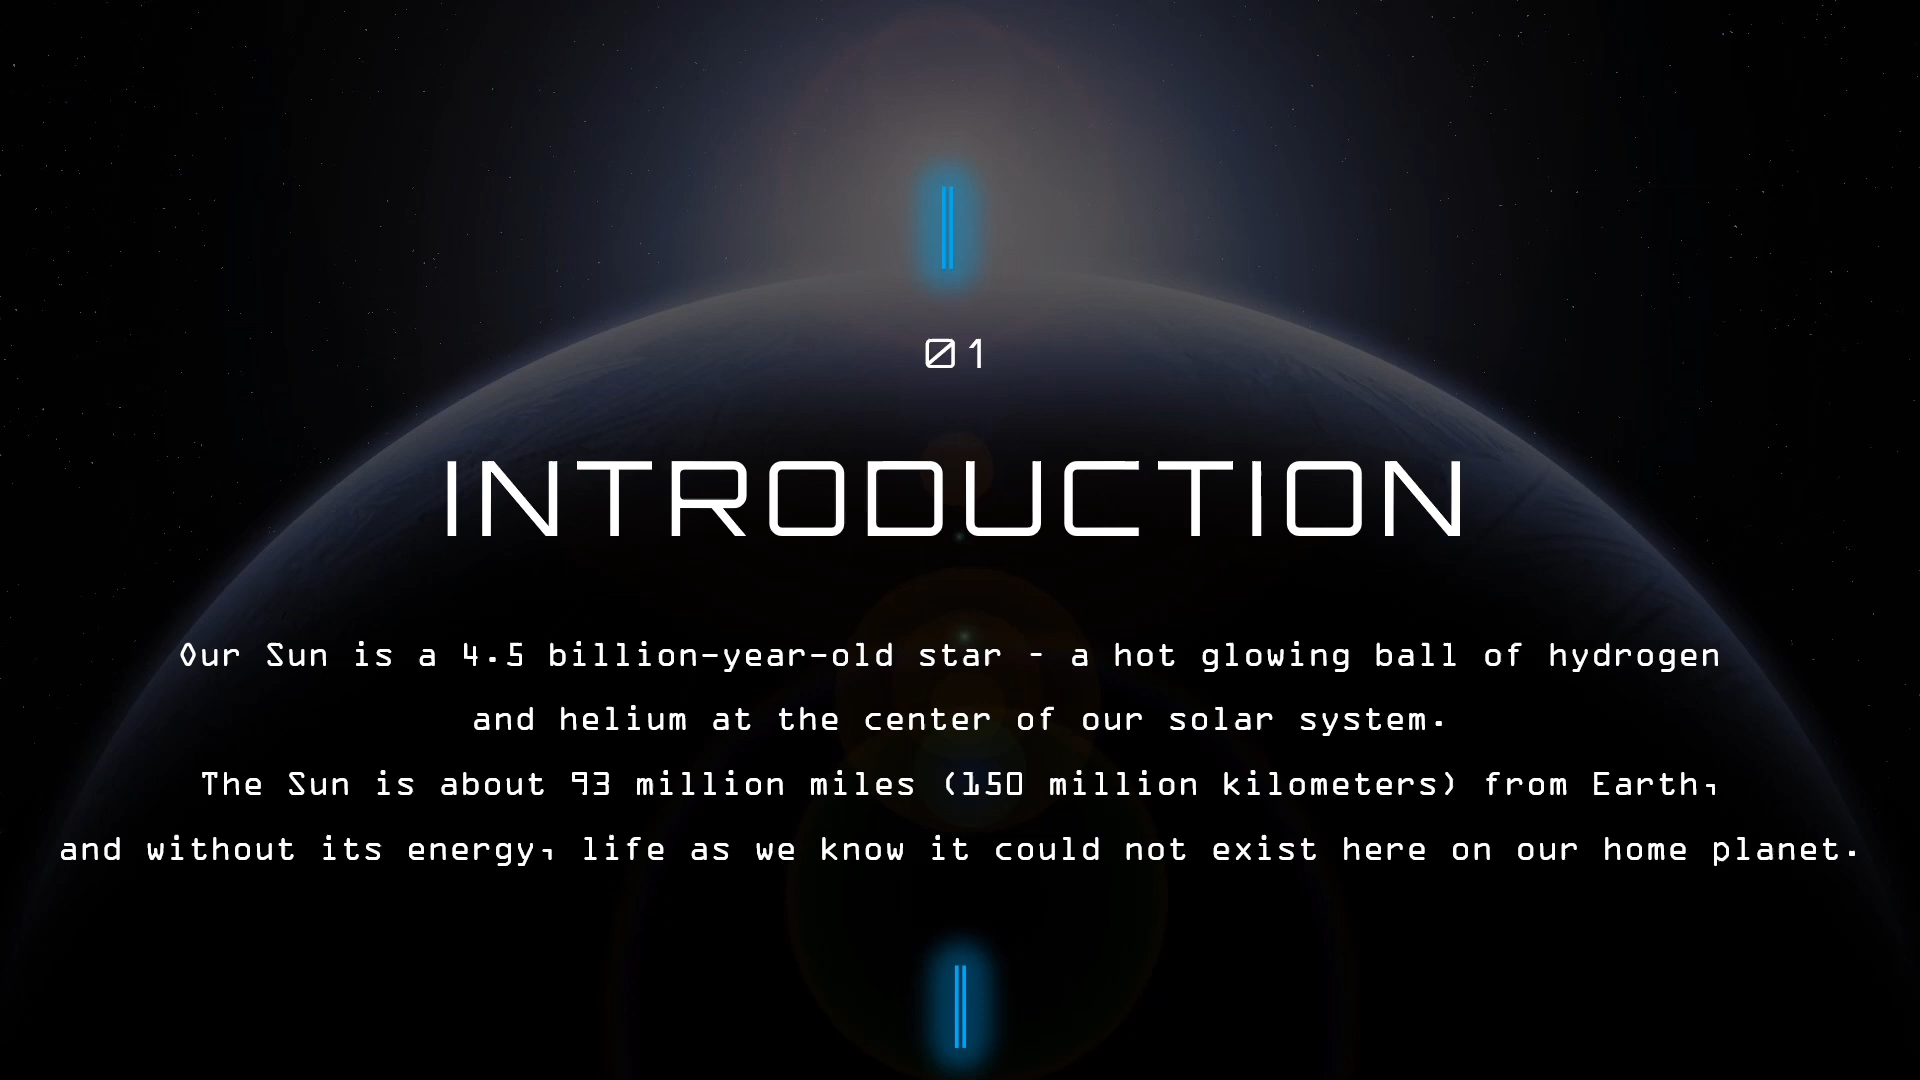 01
INTRODUCTION
Our Sun is a 4.5 billion-year-old star - a hot glowing ball of hydrogen
and helium at the center of our solar system.
The Sun is about 93 million miles (150 million kilometers) from Earth,
and without its energy, life as we know it could not exist here on our home planet.